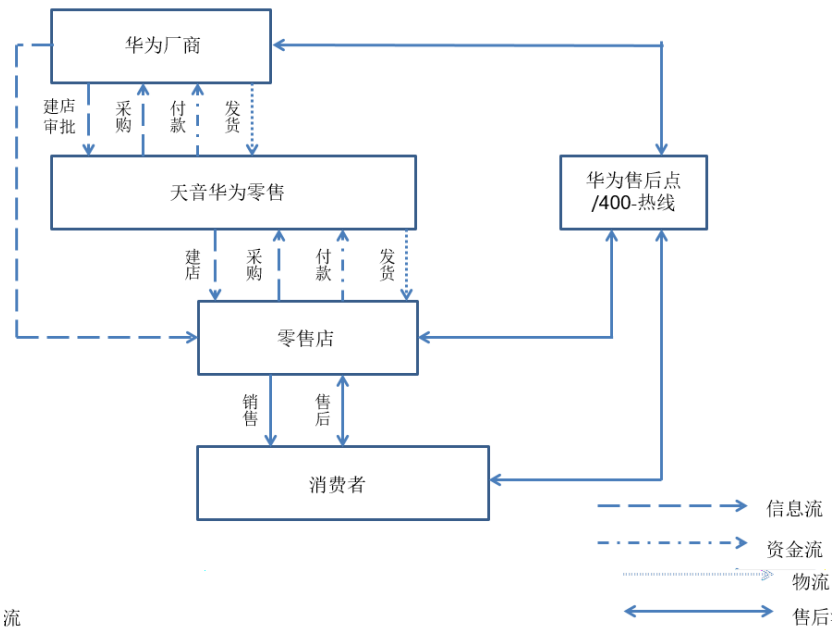 华为厂商
建店
审批
采
购
付
款
发
货
天音华为零售
华为售后点
/400-热线
建
店
采
购
付
款
发
货
零售店
销
售
售
后
消费者
信息流
资金流
物流
售后
流